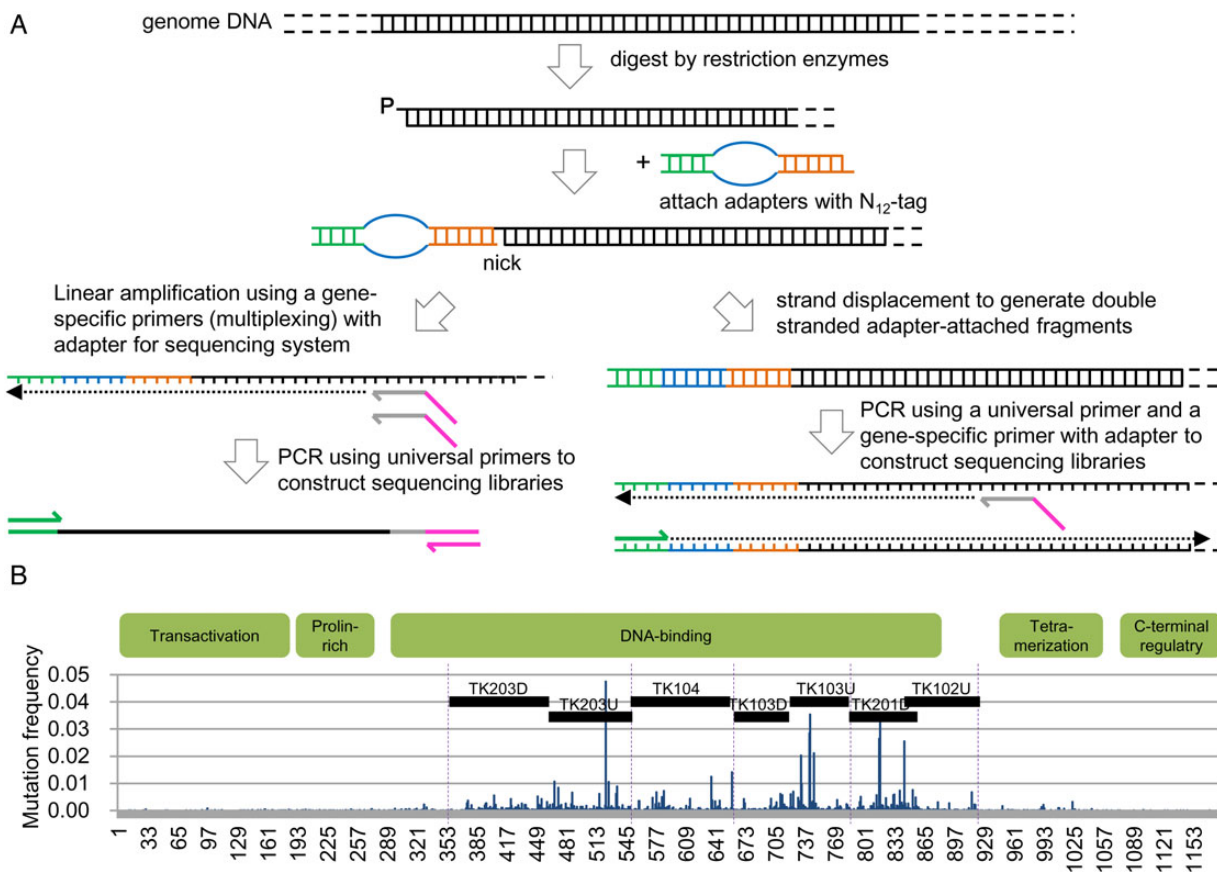 A
genome DNA
digest by restriction enzymes
P
+
attach adapters with N12-tag
nick
Linear amplification using a gene-
specific primers (multiplexing) with
adapter for sequencing system
strand displacement to generate double
stranded adapter-attached fragments
PCR using universal primers to
construct sequencing libraries
PCR using a universal primer and a
gene-specific primer with adapter to
construct sequencing libraries
B
Transactivation
Prolin-
rich
DNA-binding
Tetra-
merization
C-terminal
regulatry
Mutation frequency
0.05
0.04
0.03
0.02
0.01
0.00
TK203D
TK203U
TK104
TK103D
TK103U
TK201D
TK102U
1 33 65 97 129 161 193 225 257 289 321 353 385 417 449 481 513 545 577 609 641 673 705 737 769 801 833 865 897 929 961 993 1025 1057 1089 1121 1153